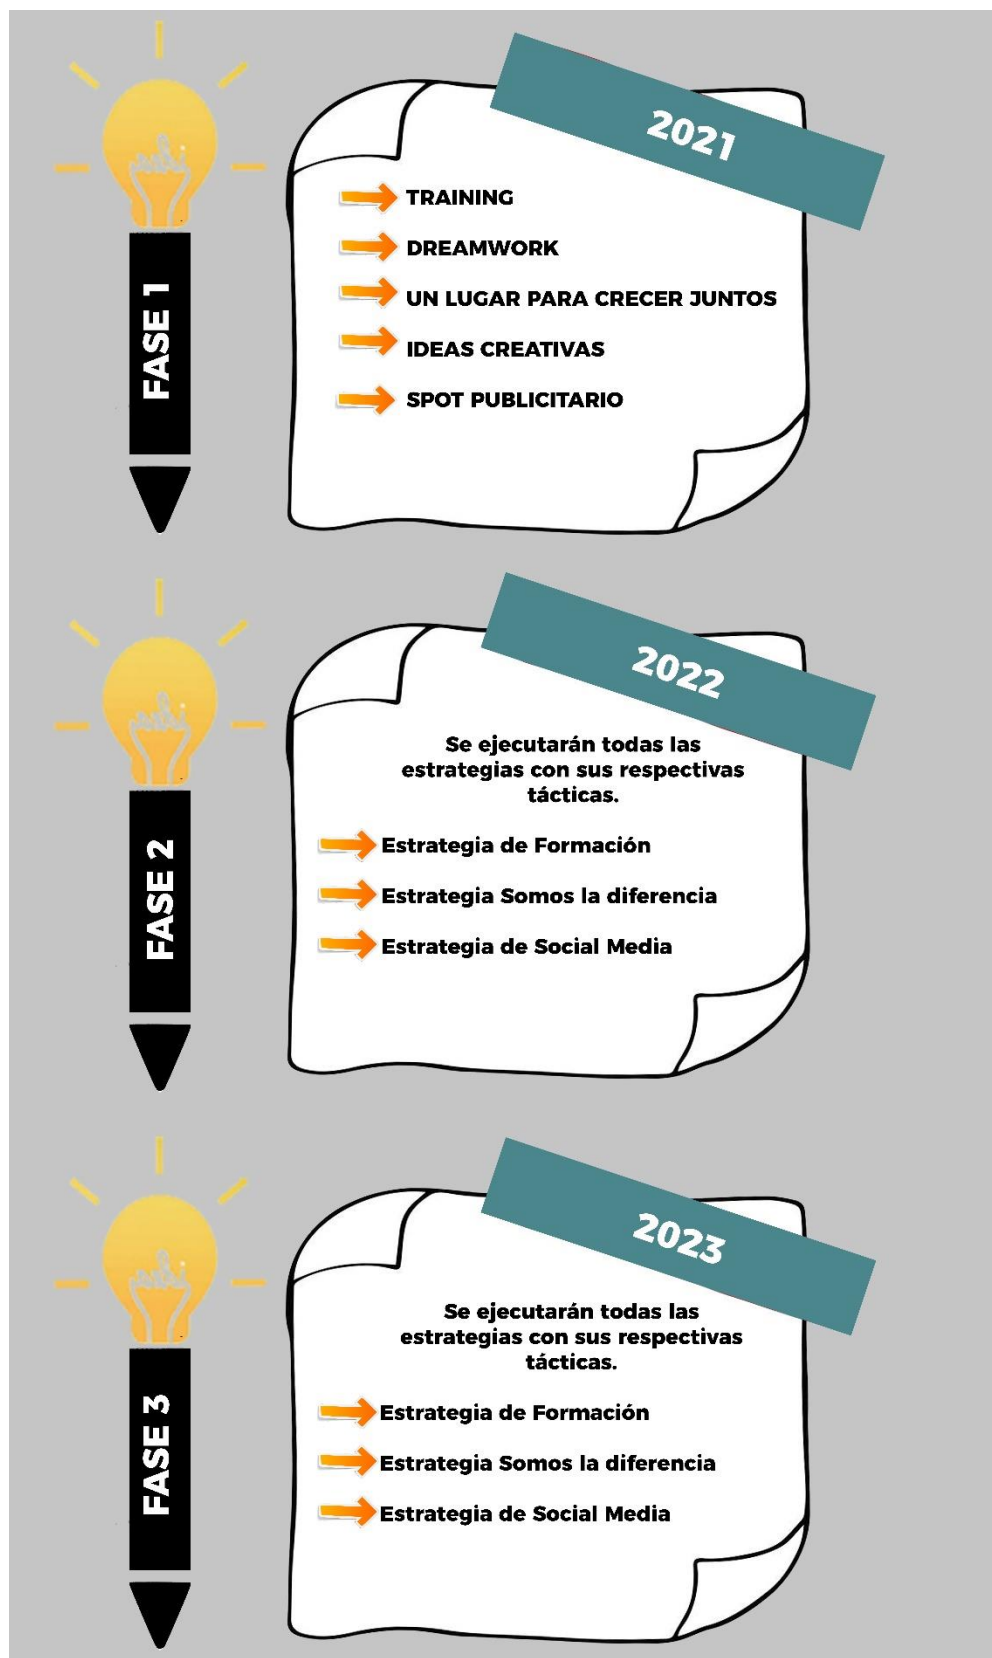 FASE 1
2021
TRAINING
DREAMWORK
UN LUGAR PARA CRECER JUNTOS
IDEAS CREATIVAS
SPOT PUBLICITARIO
FASE 2
2022
Se ejecutarán todas las
estrategias con sus respectivas
tácticas.
Estrategia de Formación
Estrategia Somos la diferencia
Estrategia de Social Media
FASE 3
2023
Se ejecutarán todas las
estrategias con sus respectivas
tácticas.
Estrategia de Formación
Estrategia Somos la diferencia
Estrategia de Social Media